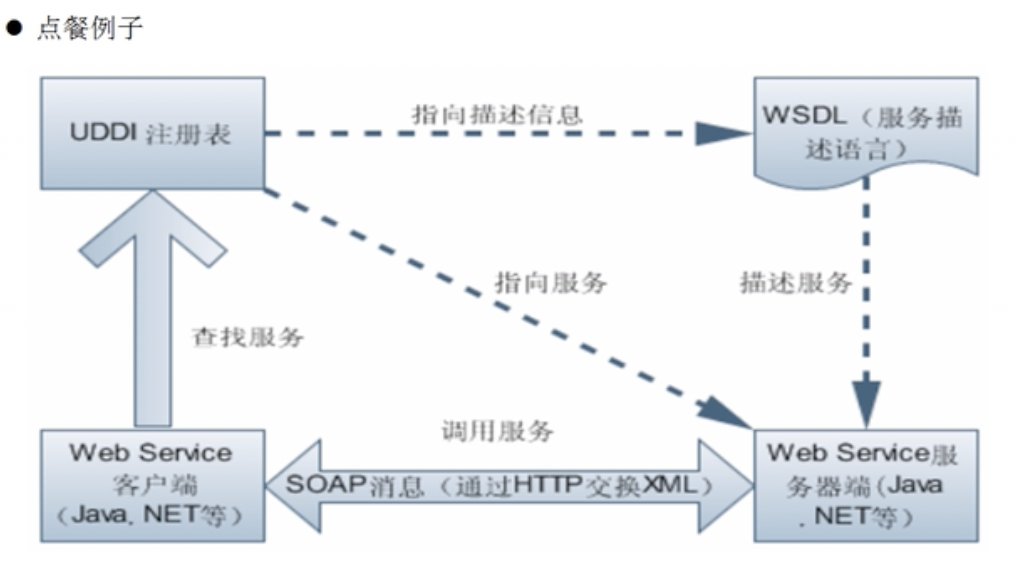 ● 点餐例子
UDDI 注册表
指向描述信息
WSDL（服务描
述语言）
指向服务
描述服务
查找服务
调用服务
Web Service
客户端
（Java. NET等）
SOAP消息（通过HTTP交换XML）
Web Service服
务器端(Java
. NET等）